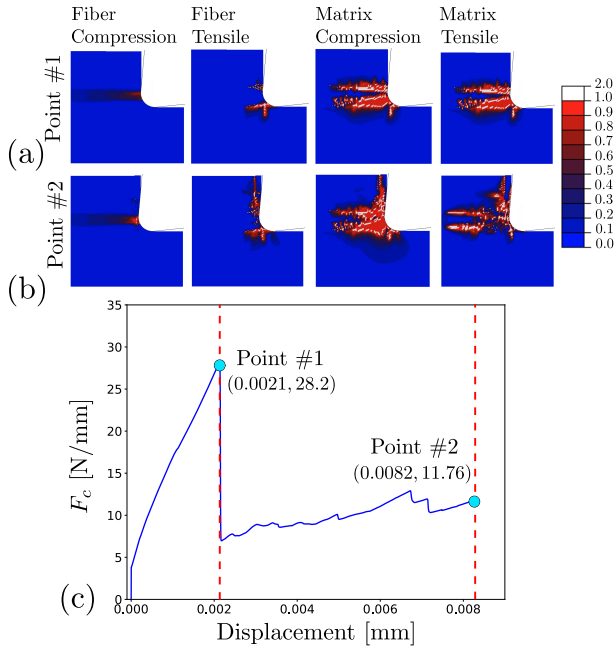 Fiber
Compression
Fiber
Tensile
Matrix
Compression
Matrix
Tensile
Point #1
(a)
2.0
1.0
0.9
0.8
0.7
0.6
0.5
0.4
0.3
0.2
0.1
0.0
Point #2
(b)
35
30
25
20
15
10
5
0
F_c [N/mm]
Point #1
(0.0021, 28.2)
Point #2
(0.0082, 11.76)
(c)
0.000
0.002
0.004
0.006
0.008
Displacement [mm]